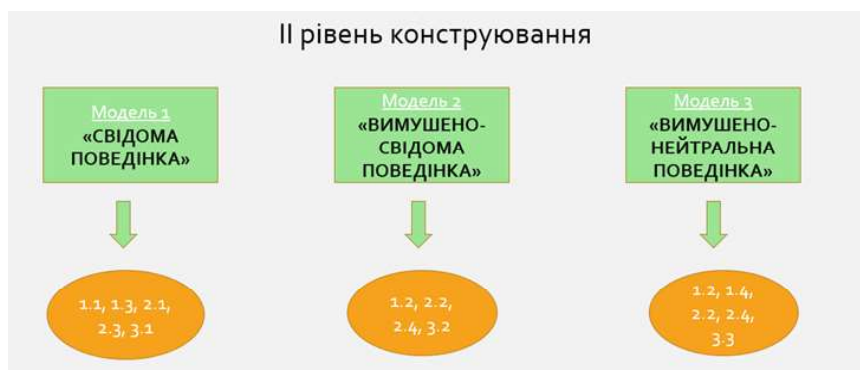 ІІ рівень конструювання
Модель 1
«СВІДОМА
ПОВЕДІНКА»
Модель 2
«ВИМУШЕНО-
СВІДОМА
ПОВЕДІНКА»
Модель 3
«ВИМУШЕНО-
НЕЙТРАЛЬНА
ПОВЕДІНКА»
1.1, 1.3, 2.1,
2.3, 3.1
1.2, 2.2,
2.4, 3.2
1.2, 1.4,
2.2, 2.4,
3.3